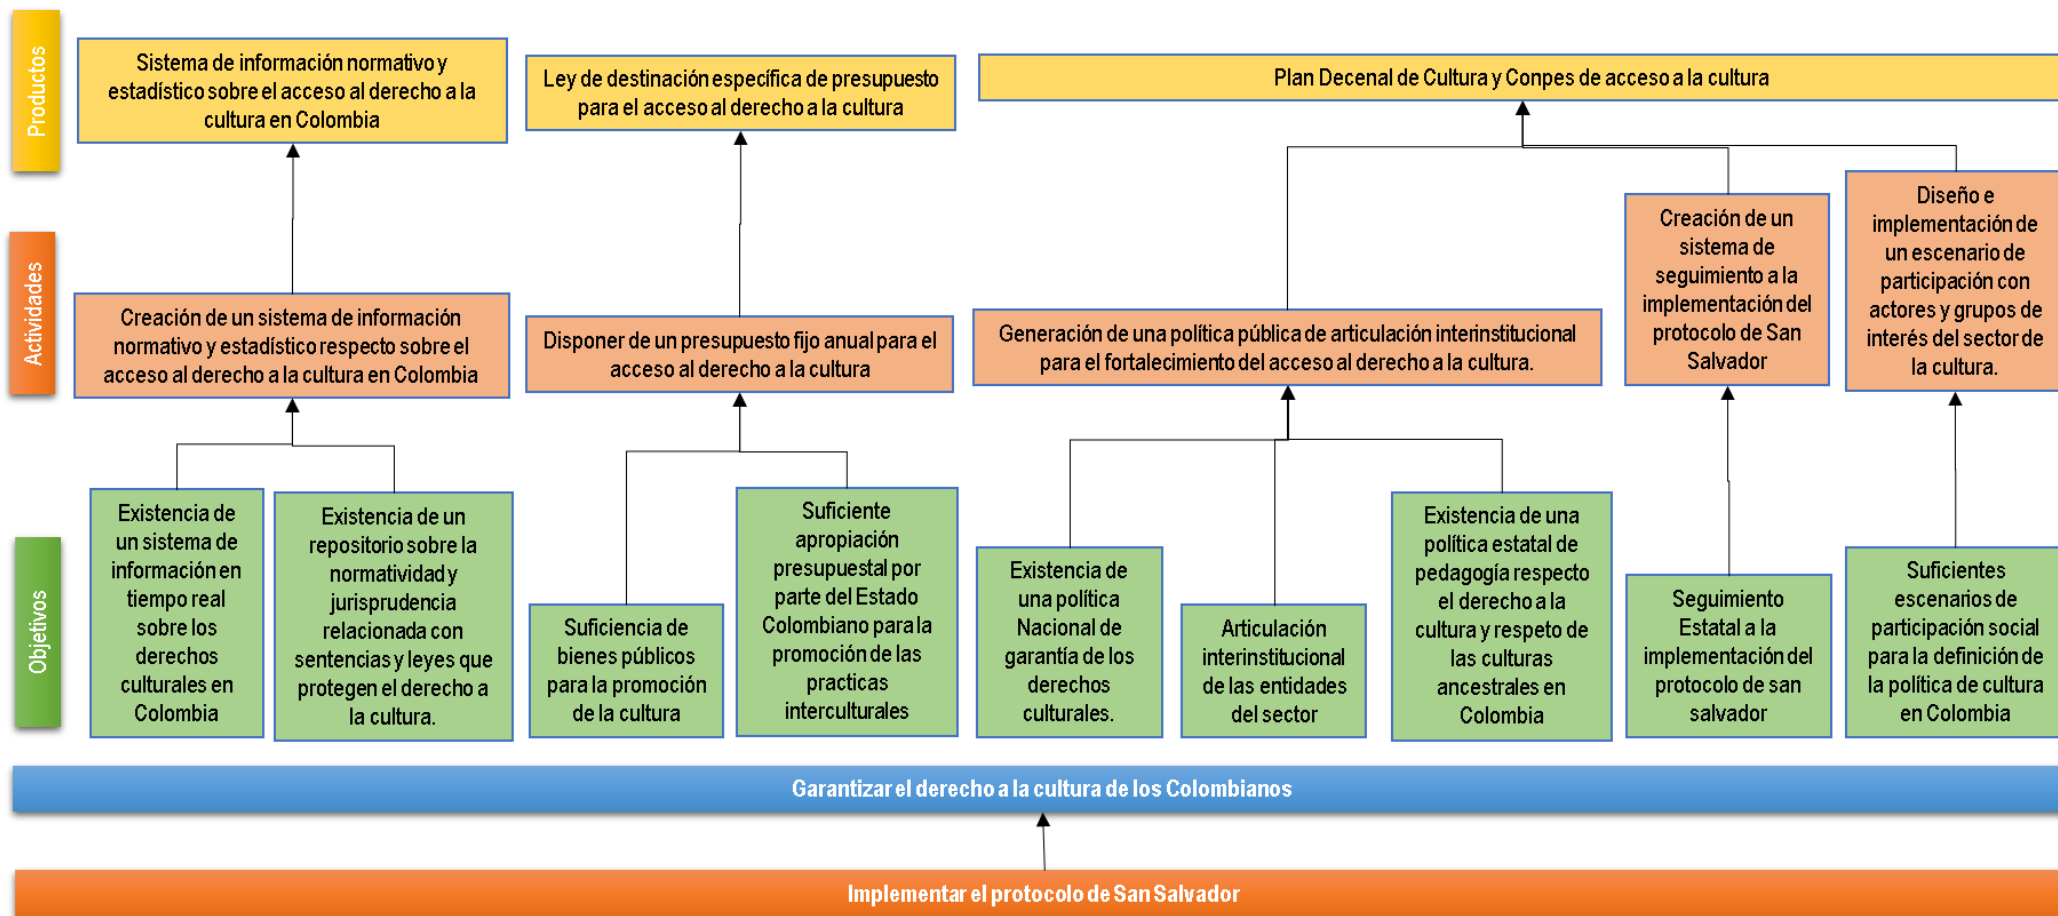 Productos
Sistema de información normativo y
estadístico sobre el acceso al derecho a la
cultura en Colombia
Ley de destinación específica de presupuesto
para el acceso al derecho a la cultura
Plan Decenal de Cultura y Conpes de acceso a la cultura
Actividades
Creación de un sistema de información
normativo y estadístico respecto sobre el
acceso al derecho a la cultura en Colombia
Disponer de un presupuesto fijo anual para el
acceso al derecho a la cultura
Generación de una política pública de articulación interinstitucional
para el fortalecimiento del acceso al derecho a la cultura.
Creación de un
sistema de
seguimiento a la
implementación del
protocolo de San
Salvador
Diseño e
implementación de
un escenario de
participación con
actores y grupos de
interés del sector de
la cultura.
Objetivos
Existencia de
un sistema de
información en
tiempo real
sobre los
derechos
culturales en
Colombia
Existencia de un
repositorio sobre la
normatividad y
jurisprudencia
relacionada con
sentencias y leyes que
protegen el derecho a
la cultura.
Suficiencia de
bienes públicos
para la promoción
de la cultura
Suficiente
apropiación
presupuestal por
parte del Estado
Colombiano para la
promoción de las
practicas
interculturales
Existencia de
una política
Nacional de
garantía de los
derechos
culturales.
Articulación
interinstitucional
de las entidades
del sector
Existencia de una
política estatal de
pedagogía respecto
el derecho a la
cultura y respeto de
las culturas
ancestrales en
Colombia
Seguimiento
Estatal a la
implementación del
protocolo de san
salvador
Suficientes
escenarios de
participación social
para la definición de
la política de cultura
en Colombia
Garantizar el derecho a la cultura de los Colombianos
Implementar el protocolo de San Salvador